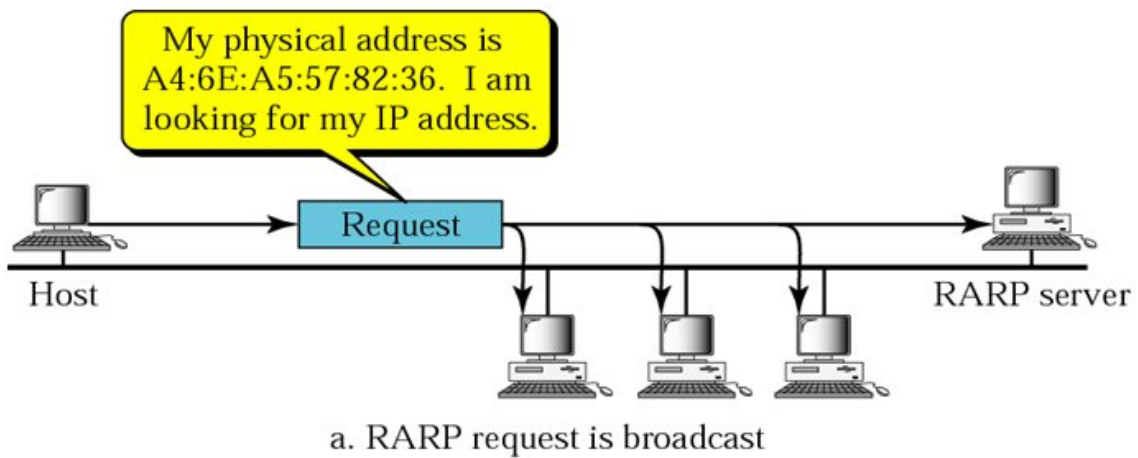 My physical address is
A4:6E:A5:57:82:36. I am
looking for my IP address.
Request
Host
RARP server
a. RARP request is broadcast